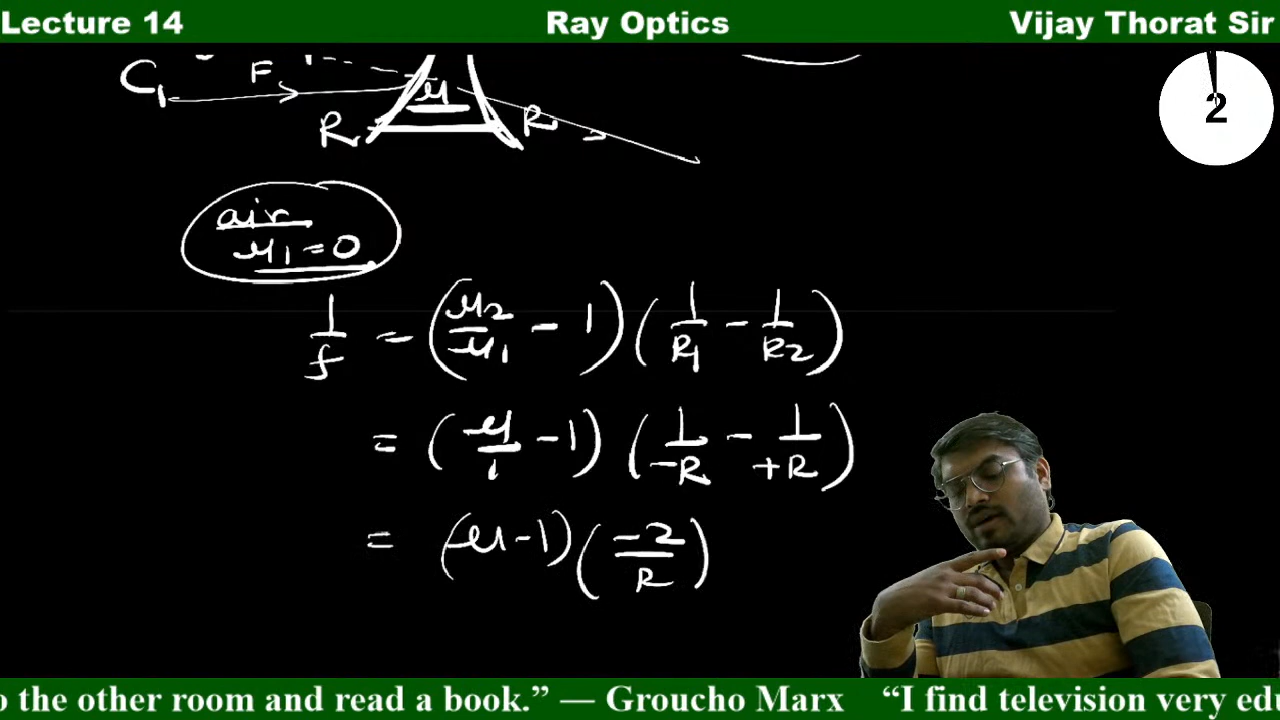 Lecture 14 Ray Optics Vijay Thorat Sir
C₁ F μ
R R
2
air
μ₁ = 0
1/f = (μ₂/μ₁ - 1) (1/R₁ - 1/R₂)
= (μ/1 - 1) (1/-R - 1/+R)
= (μ - 1) (-2/R)
o the other room and read a book.” — Groucho Marx “I find television very edu